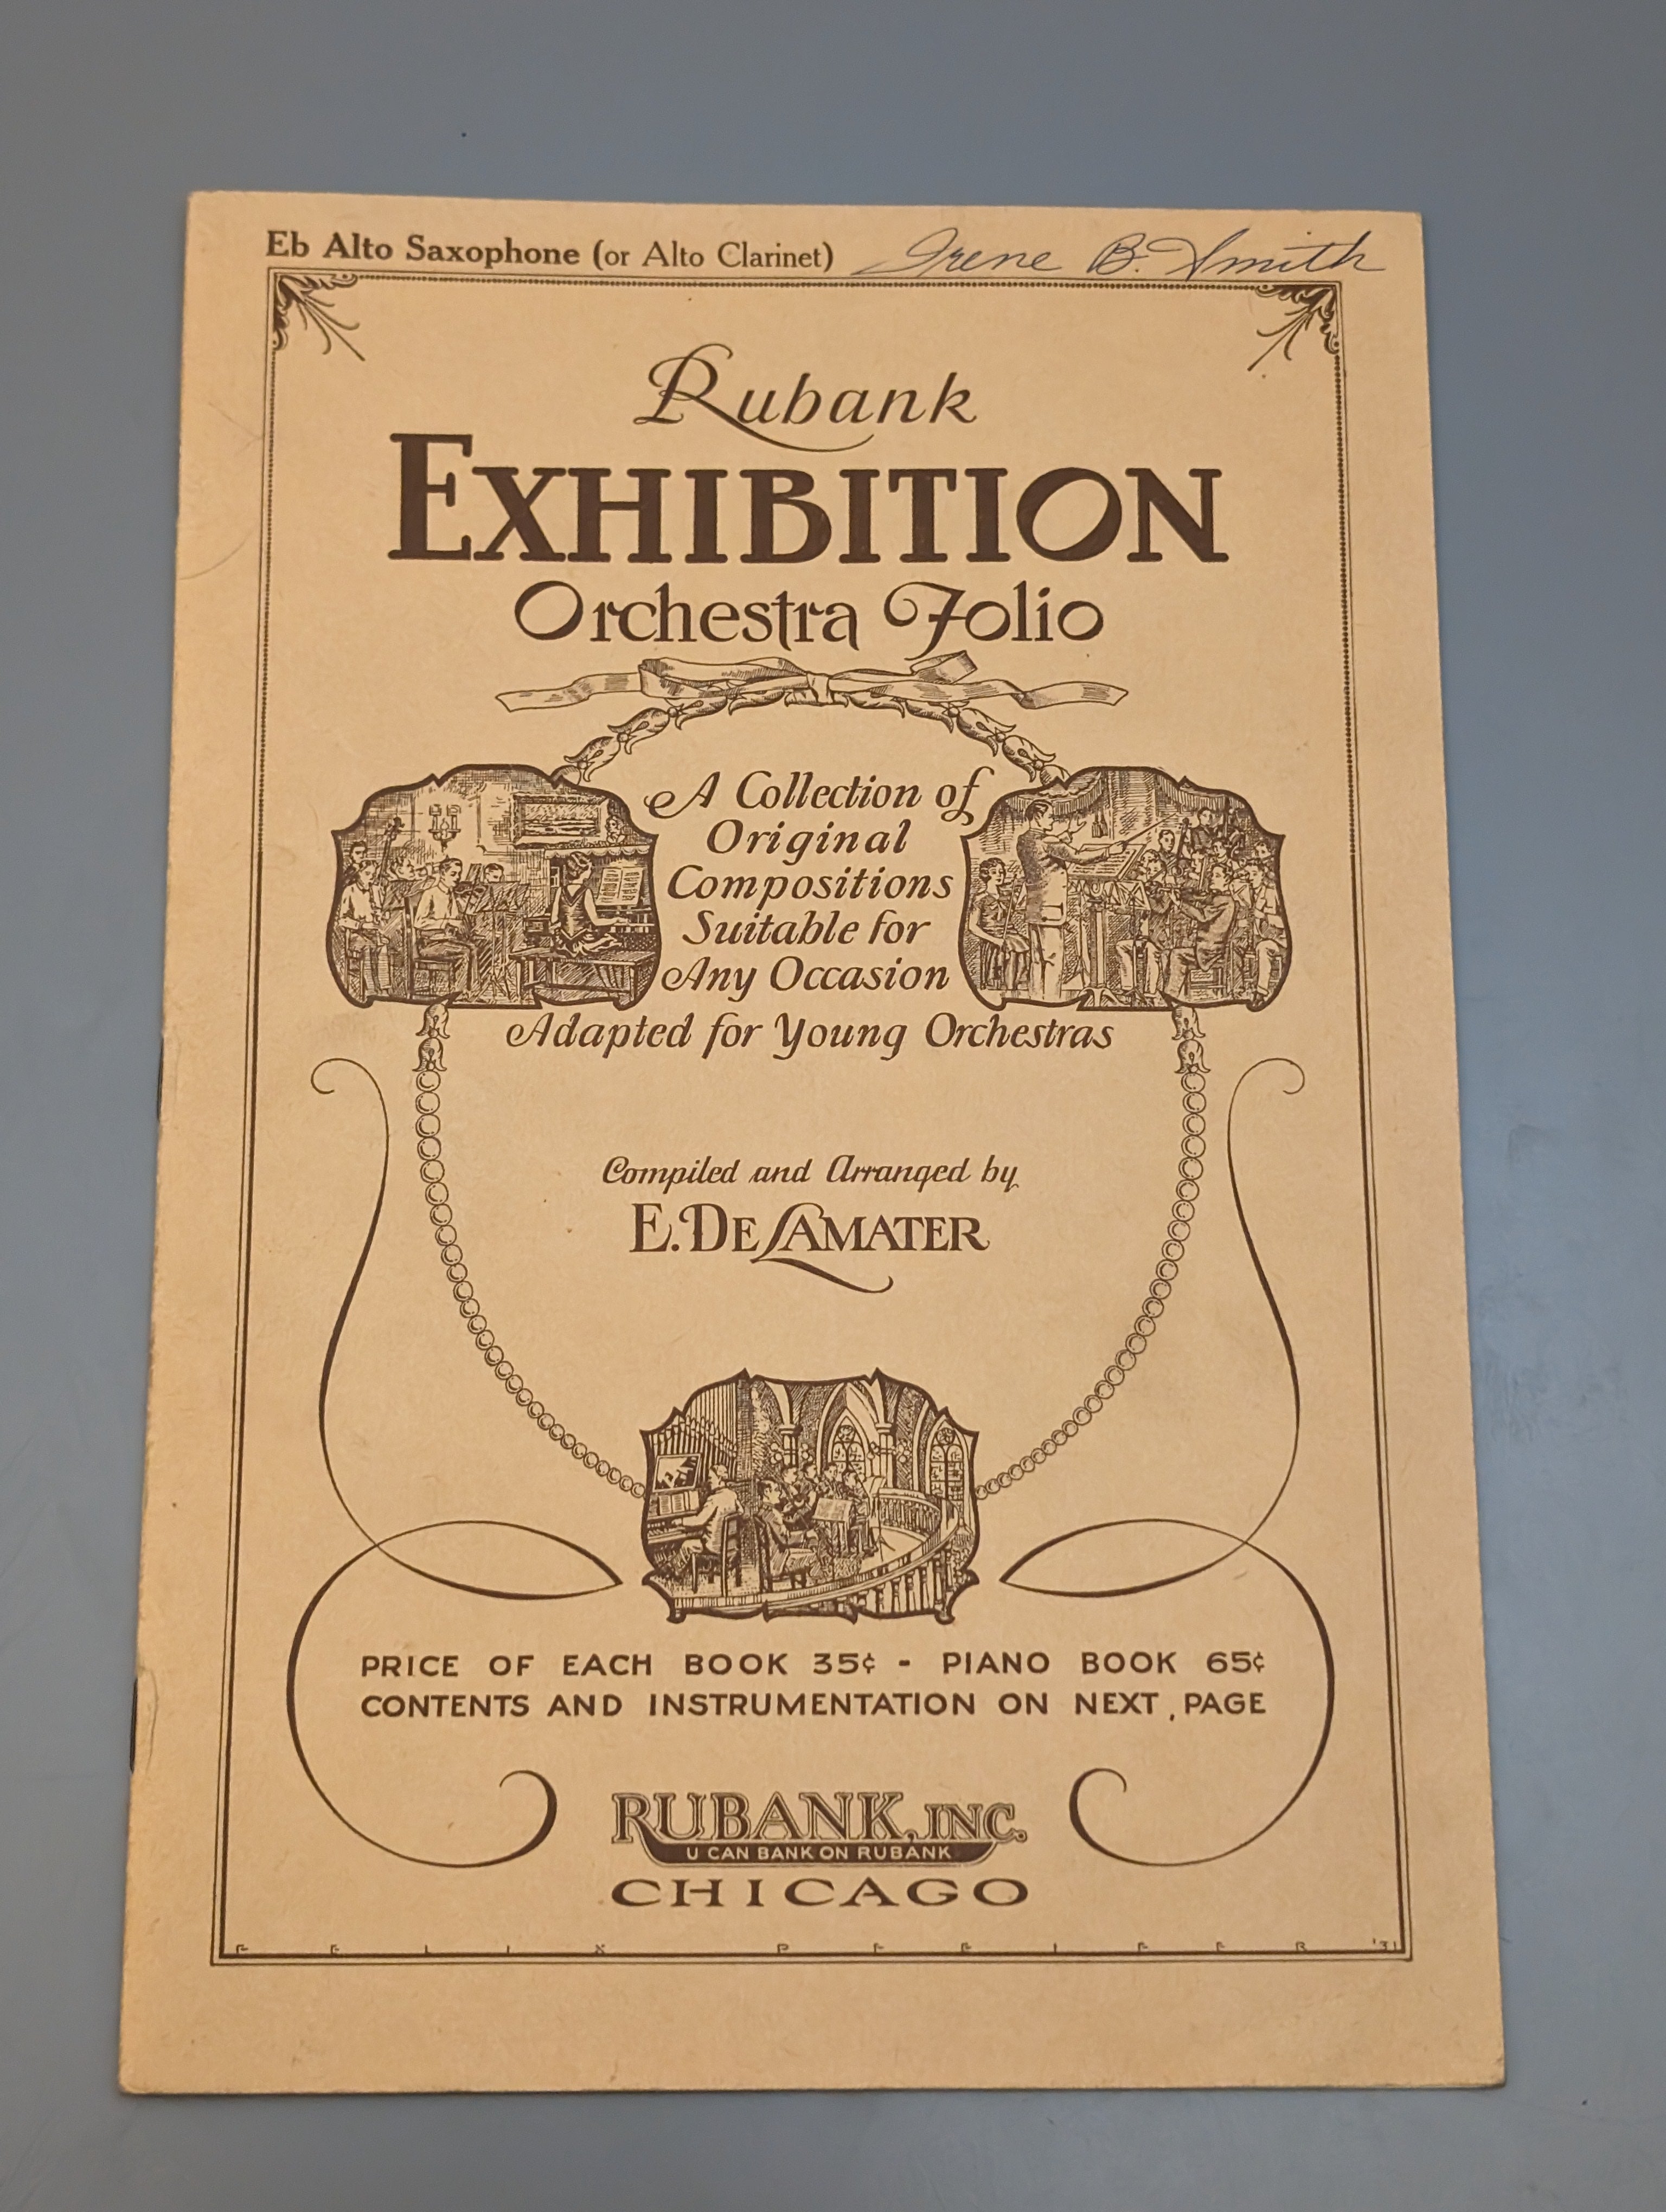 Eb Alto Saxophone (or Alto Clarinet) Irene B. Smith
Rubank
EXHIBITION
Orchestra Folio
A Collection of
Original
Compositions
Suitable for
Any Occasion
Adapted for Young Orchestras
Compiled and Arranged by
E. DE LAMATER
PRICE OF EACH BOOK 35¢ - PIANO BOOK 65¢
CONTENTS AND INSTRUMENTATION ON NEXT PAGE
RUBANK, INC.
U CAN BANK ON RUBANK
CHICAGO
FELIX PFEIFFER '31